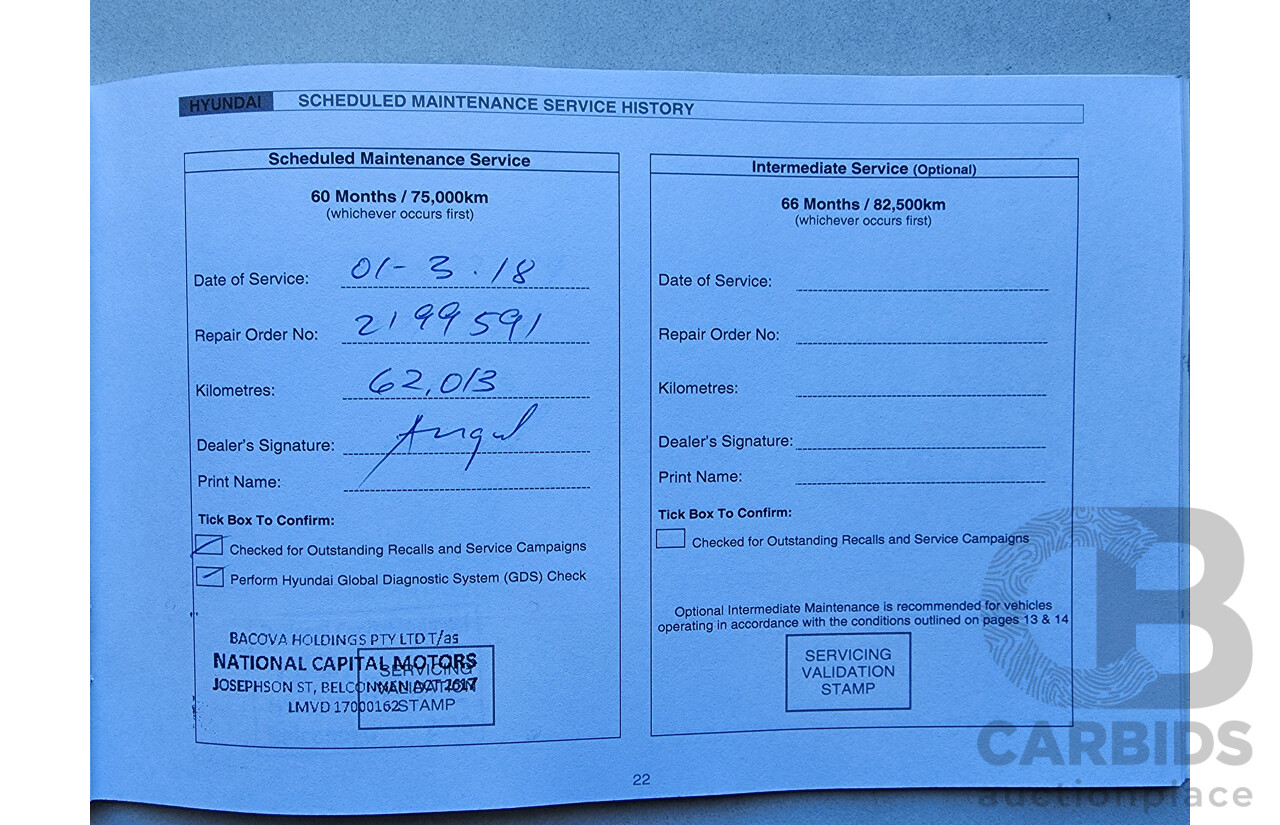 HYUNDAI SCHEDULED MAINTENANCE SERVICE HISTORY
Scheduled Maintenance Service
60 Months / 75,000km
(whichever occurs first)
Date of Service: 01-3.18
Repair Order No: 2199591
Kilometres: 62,013
Dealer's Signature:
Print Name:
Tick Box To Confirm:
Checked for Outstanding Recalls and Service Campaigns
Perform Hyundai Global Diagnostic System (GDS) Check
BACOVA HOLDINGS PTY LTD T/as
NATIONAL CAPITAL MOTORS
JOSEPHSON ST, BELCONNEN ACT 2617
LMVD 17000162
SERVICING
VALIDATION
STAMP
Intermediate Service (Optional)
66 Months / 82,500km
(whichever occurs first)
Date of Service:
Repair Order No:
Kilometres:
Dealer's Signature:
Print Name:
Tick Box To Confirm:
Checked for Outstanding Recalls and Service Campaigns
Optional Intermediate Maintenance is recommended for vehicles
operating in accordance with the conditions outlined on pages 13 & 14
SERVICING
VALIDATION
STAMP
22
CB
CARBIDS
auctionplace